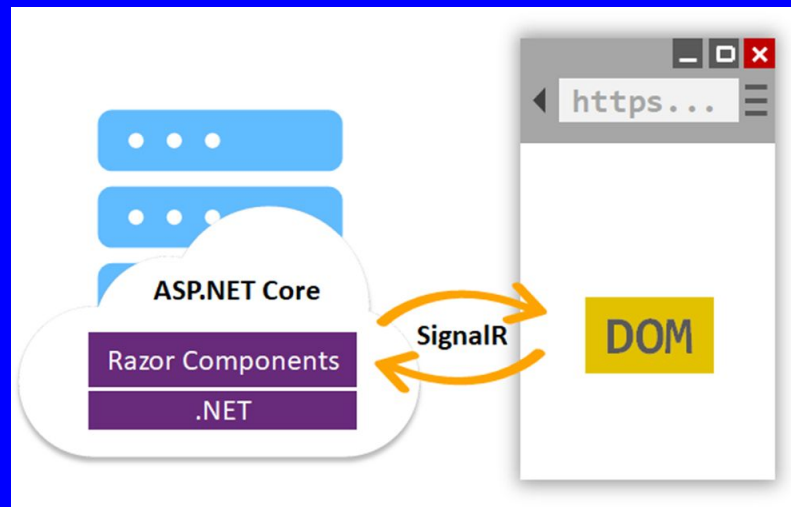 https...
ASP.NET Core
Razor Components
.NET
SignalR
DOM